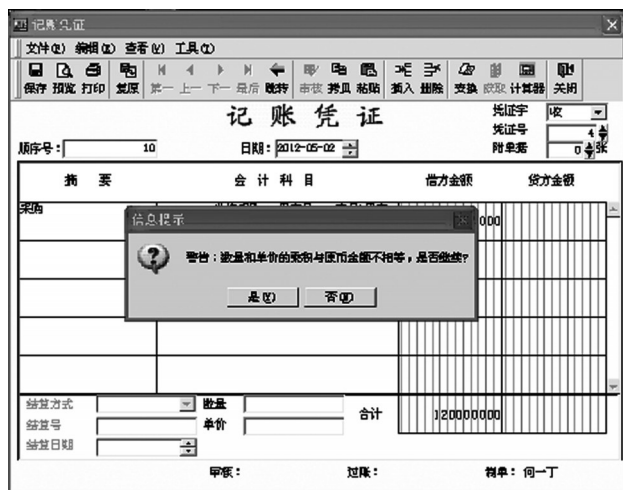 记账凭证
文件(F) 编辑(E) 查看(V) 工具(T)
保存 预览 打印 复原 第一 上一 下一 最后 跳转 审核 拷贝 粘贴 插入 删除 变换 获取 计算器 关闭
记 账 凭 证
凭证字 收
凭证号 4
顺序号: 10 日期: 2012-05-02 附单据 0 张
摘 要 会 计 科 目 借方金额 贷方金额
采购
信息提示
警告：数量和单价的乘积与原币金额不相等，是否继续?
是(Y) 否(N)
结算方式 数量
结算号 单价 合计 120000000
结算日期
审核: 过账: 制单: 何一丁